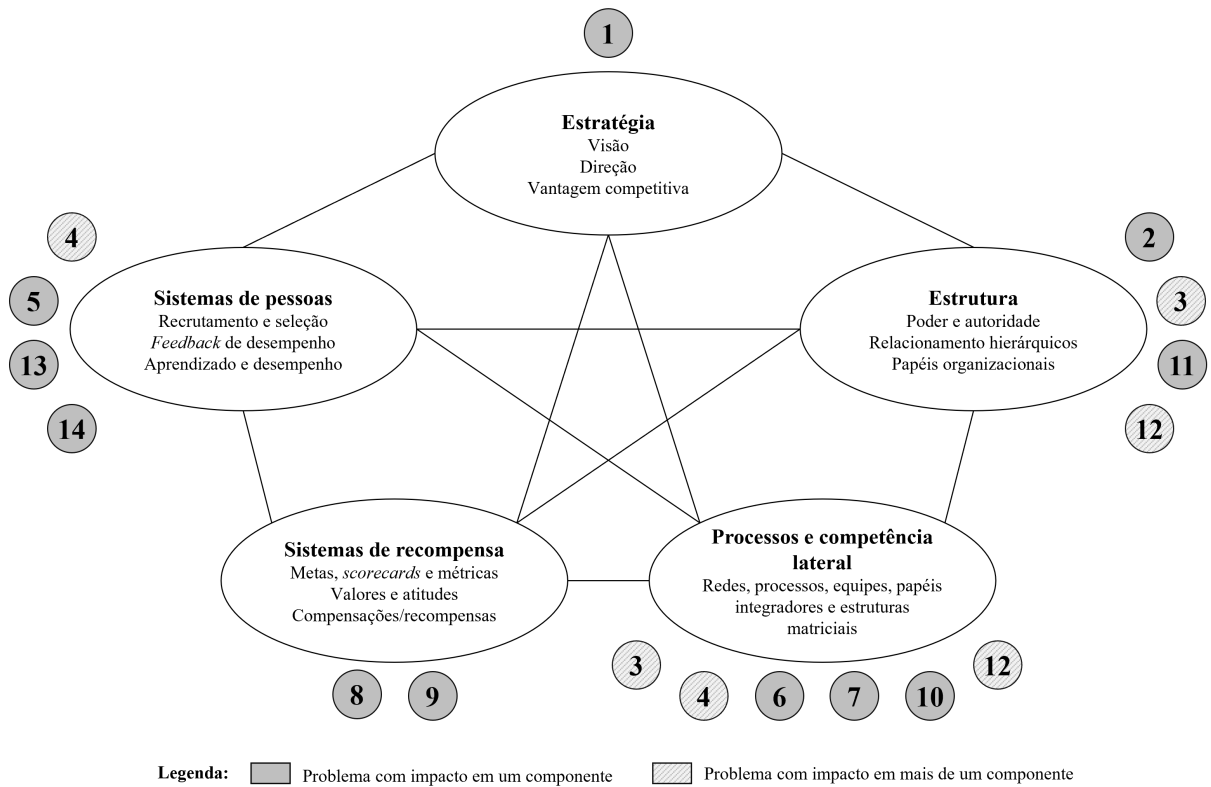 1
Estratégia
Visão
Direção
Vantagem competitiva
4
5
13
14
Sistemas de pessoas
Recrutamento e seleção
Feedback de desempenho
Aprendizado e desempenho
Estrutura
Poder e autoridade
Relacionamento hierárquicos
Papéis organizacionais
2
3
11
12
Sistemas de recompensa
Metas, scorecards e métricas
Valores e atitudes
Compensações/recompensas
8
9
Processos e competência
lateral
Redes, processos, equipes, papéis
integradores e estruturas
matriciais
3
4
6
7
10
12
Legenda:
Problema com impacto em um componente
Problema com impacto em mais de um componente